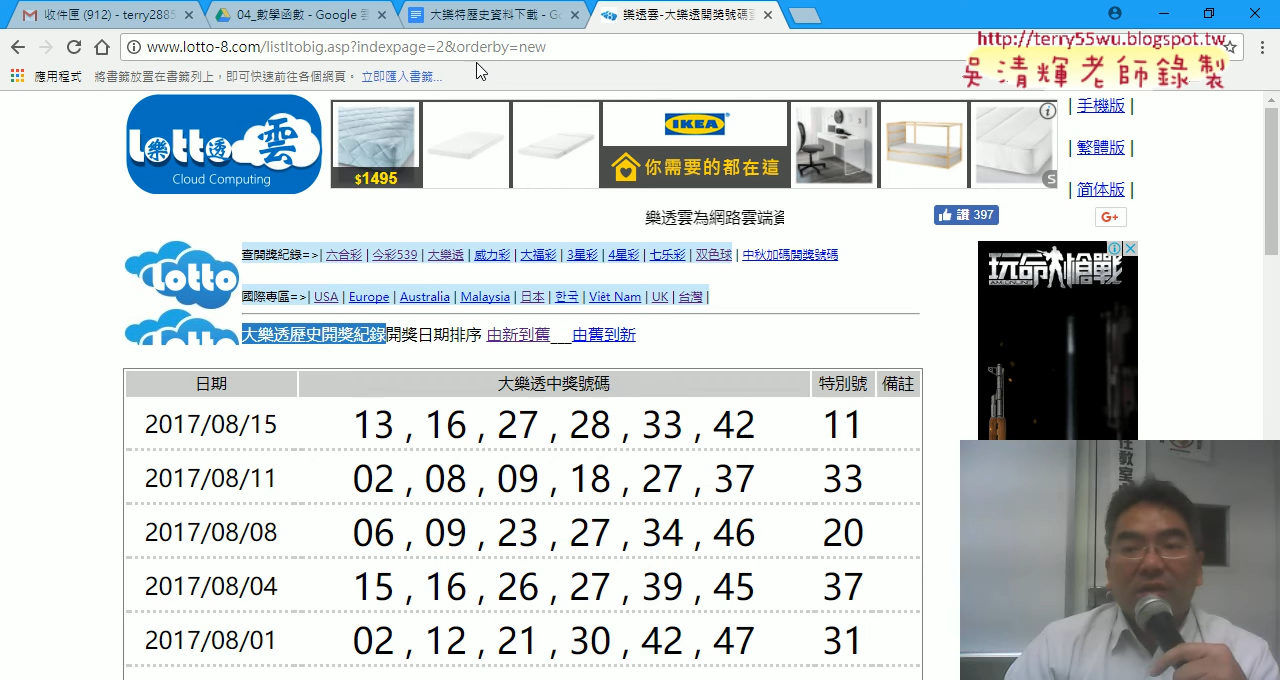 收件匣 (912) - terry288
04_數學函數 - Google 雲
大樂符歷史資料下載 - Go
樂透雲-大樂透開獎號碼查
www.lotto-8.com/listltobig.asp?indexpage=2&orderby=new
http://terry55wu.blogspot.tw
吳清輝老師錄製
應用程式 將書籤放置在書籤列上，即可快速前往各個網頁。 立即匯入書籤...
Lotto 樂透 雲
Cloud Computing
$1495
IKEA
你需要的都在這
| 手機版 |
| 繁體版 |
| 简体版 |
樂透雲為網路雲端資
讚 397
G+
查開獎紀錄=>| 六合彩 | 今彩539 | 大樂透 | 威力彩 | 大福彩 | 3星彩 | 4星彩 | 七乐彩 | 双色球 | 中秋加碼開獎號碼
Lotto
國際專區=>| USA | Europe | Australia | Malaysia | 日本 | 한국 | Việt Nam | UK | 台灣 |
大樂透歷史開獎紀錄開獎日期排序 由新到舊___由舊到新
玩命槍戰
日期 大樂透中獎號碼 特別號 備註
2017/08/15 13 , 16 , 27 , 28 , 33 , 42 11
2017/08/11 02 , 08 , 09 , 18 , 27 , 37 33
2017/08/08 06 , 09 , 23 , 27 , 34 , 46 20
2017/08/04 15 , 16 , 26 , 27 , 39 , 45 37
2017/08/01 02 , 12 , 21 , 30 , 42 , 47 31